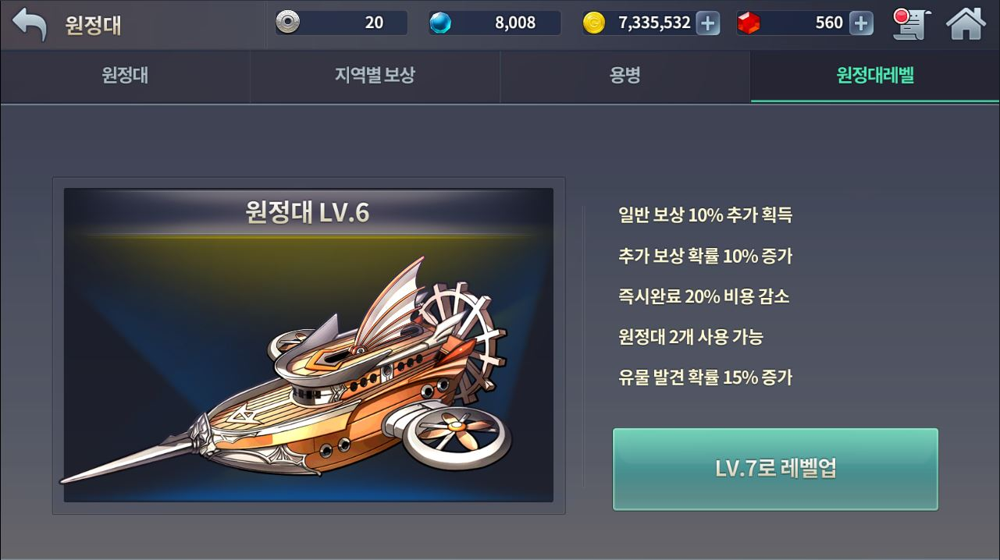 원정대
20
8,008
7,335,532
560
원정대
지역별 보상
용병
원정대레벨
원정대 LV.6
일반 보상 10% 추가 획득
추가 보상 확률 10% 증가
즉시완료 20% 비용 감소
원정대 2개 사용 가능
유물 발견 확률 15% 증가
LV.7로 레벨업